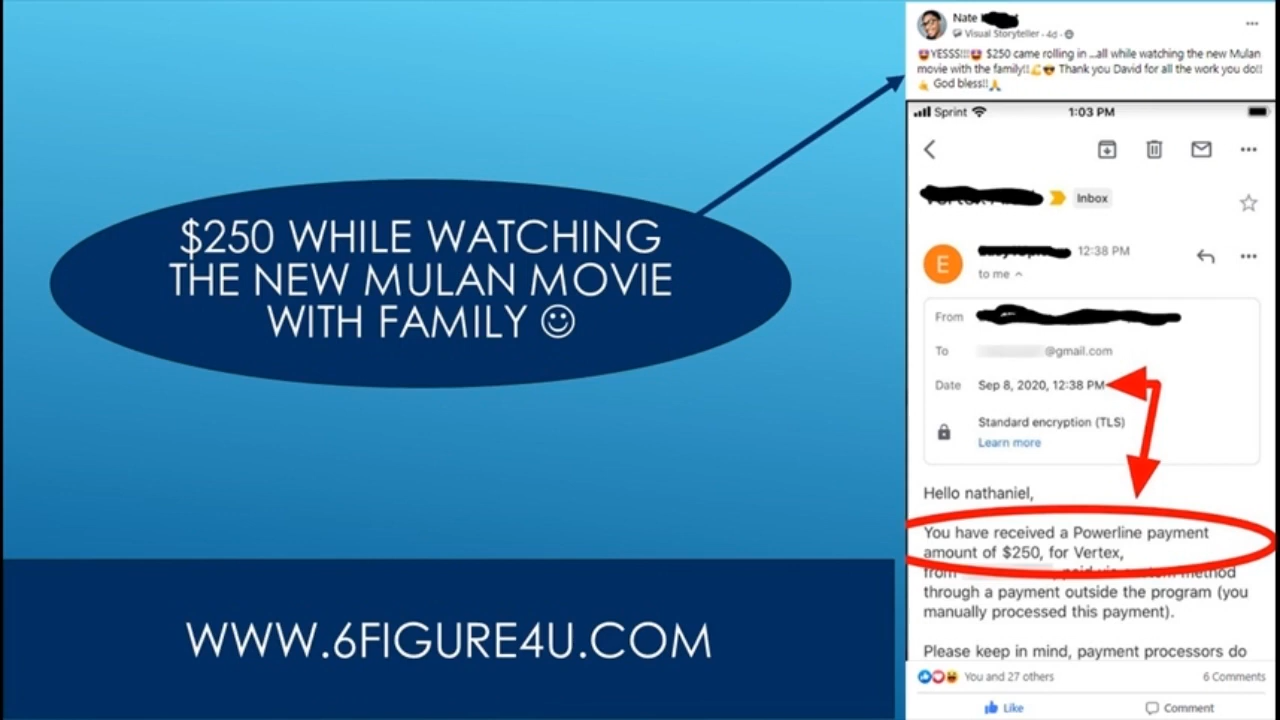 $250 WHILE WATCHING
THE NEW MULAN MOVIE
WITH FAMILY ☺
WWW.6FIGURE4U.COM
Nate
Visual Storyteller · 4d ·
😍YESSS!!!😍 $250 came rolling in ...all while watching the new Mulan
movie with the family!!💪😎 Thank you David for all the work you do!!
🤙 God bless!!🙏
Sprint 1:03 PM
Inbox
E
12:38 PM
to me
From
To @gmail.com
Date Sep 8, 2020, 12:38 PM
Standard encryption (TLS)
Learn more
Hello nathaniel,
You have received a Powerline payment
amount of $250, for Vertex,
from paid via custom method
through a payment outside the program (you
manually processed this payment).
Please keep in mind, payment processors do
You and 27 others 6 Comments
Like Comment